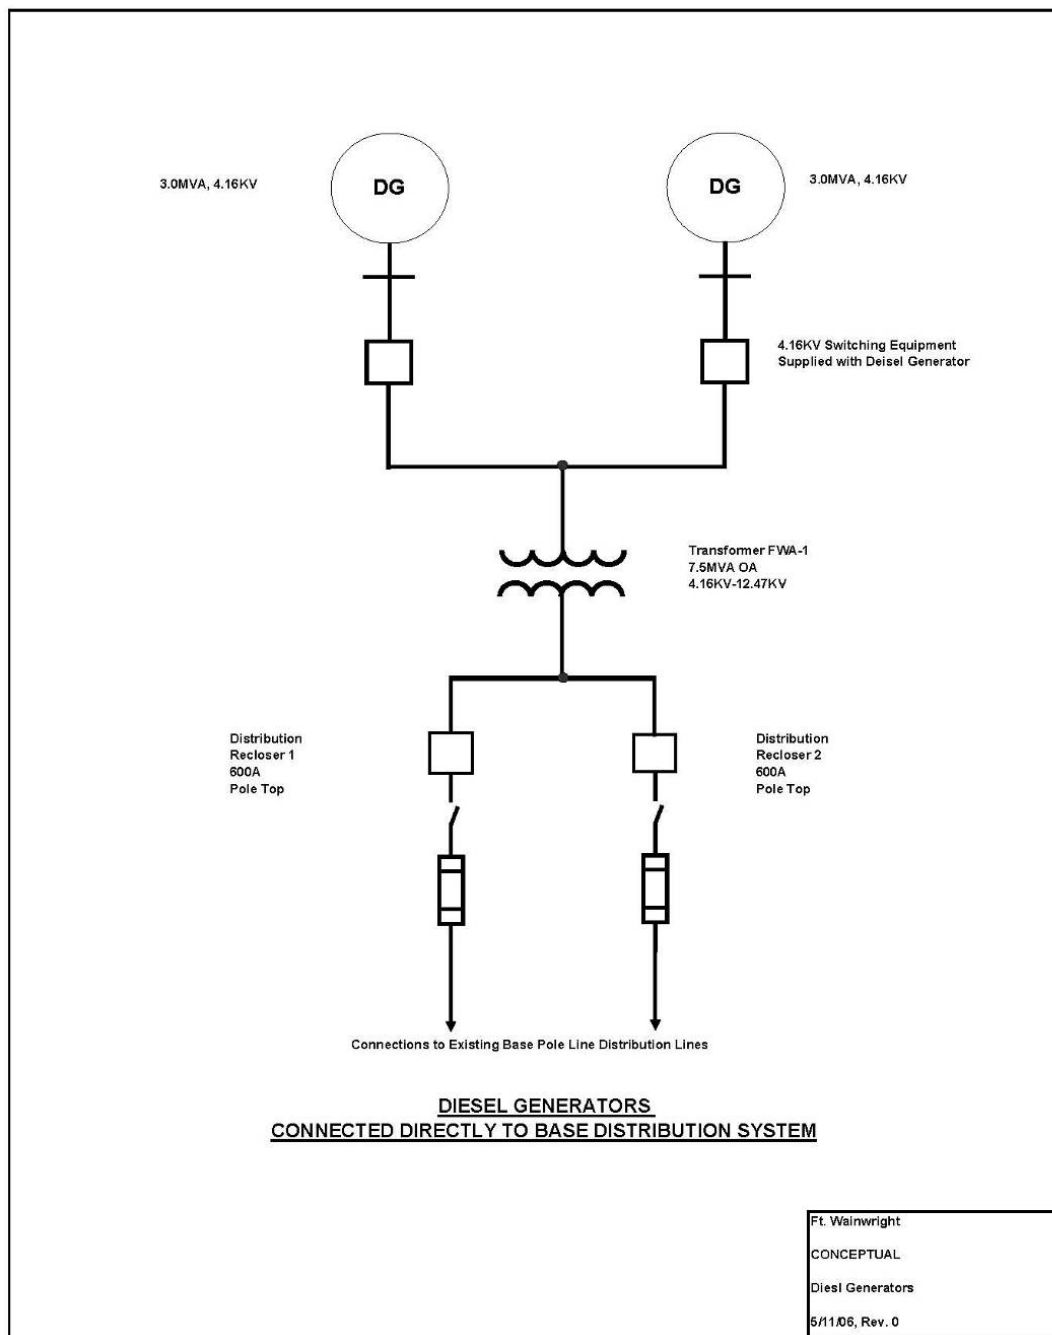 3.0MVA, 4.16KV
DG
DG
3.0MVA, 4.16KV
4.16KV Switching Equipment
Supplied with Deisel Generator
Transformer FWA-1
7.5MVA OA
4.16KV-12.47KV
Distribution
Recloser 1
600A
Pole Top
Distribution
Recloser 2
600A
Pole Top
Connections to Existing Base Pole Line Distribution Lines
DIESEL GENERATORS
CONNECTED DIRECTLY TO BASE DISTRIBUTION SYSTEM
Ft. Wainwright
CONCEPTUAL
Diesl Generators
5/11/06, Rev. 0